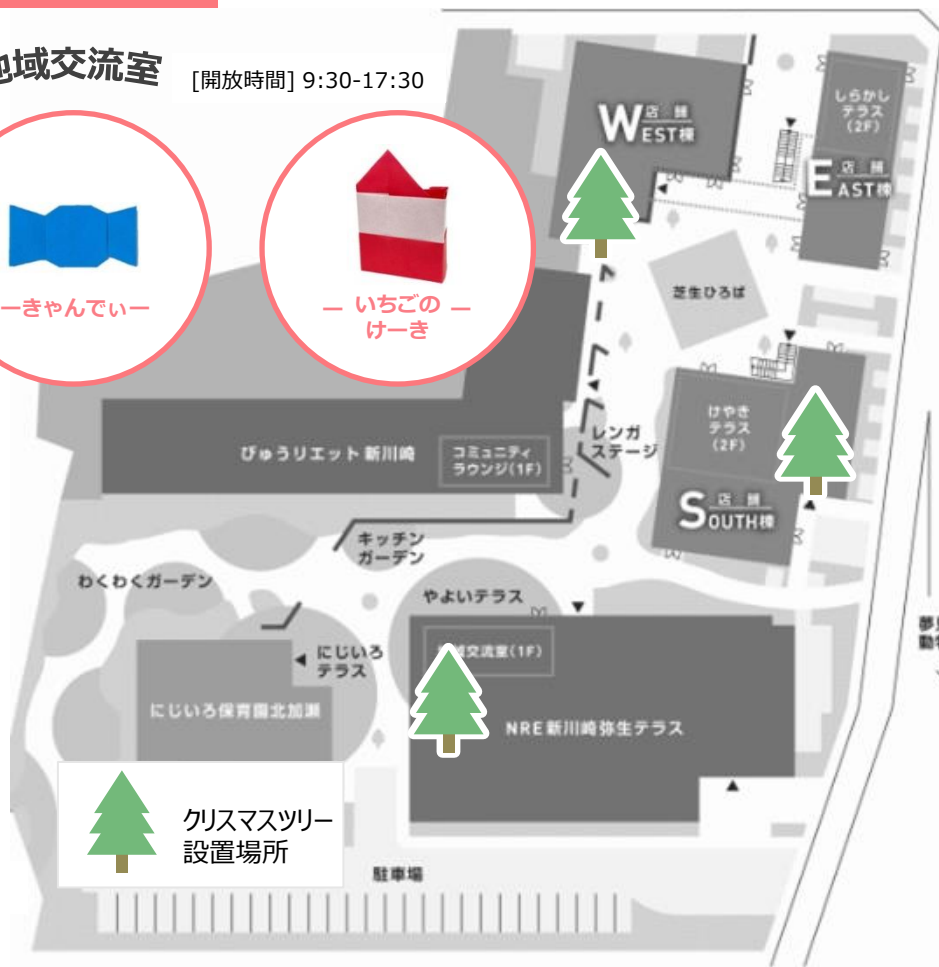 地域交流室
[開放時間] 9:30-17:30
ーきゃんでぃー
ー いちごの ー
けーき
WEST棟
店舗
しらかし
テラス
(2F)
EAST棟
店舗
芝生ひろば
けやき
テラス
(2F)
レンガ
ステージ
SOUTH棟
店舗
びゅうリエット新川崎
コミュニティ
ラウンジ(1F)
キッチン
ガーデン
わくわくガーデン
やよいテラス
にじいろ
テラス
域交流室(1F)
にじいろ保育園北加瀬
NRE新川崎弥生テラス
クリスマスツリー
設置場所
駐車場